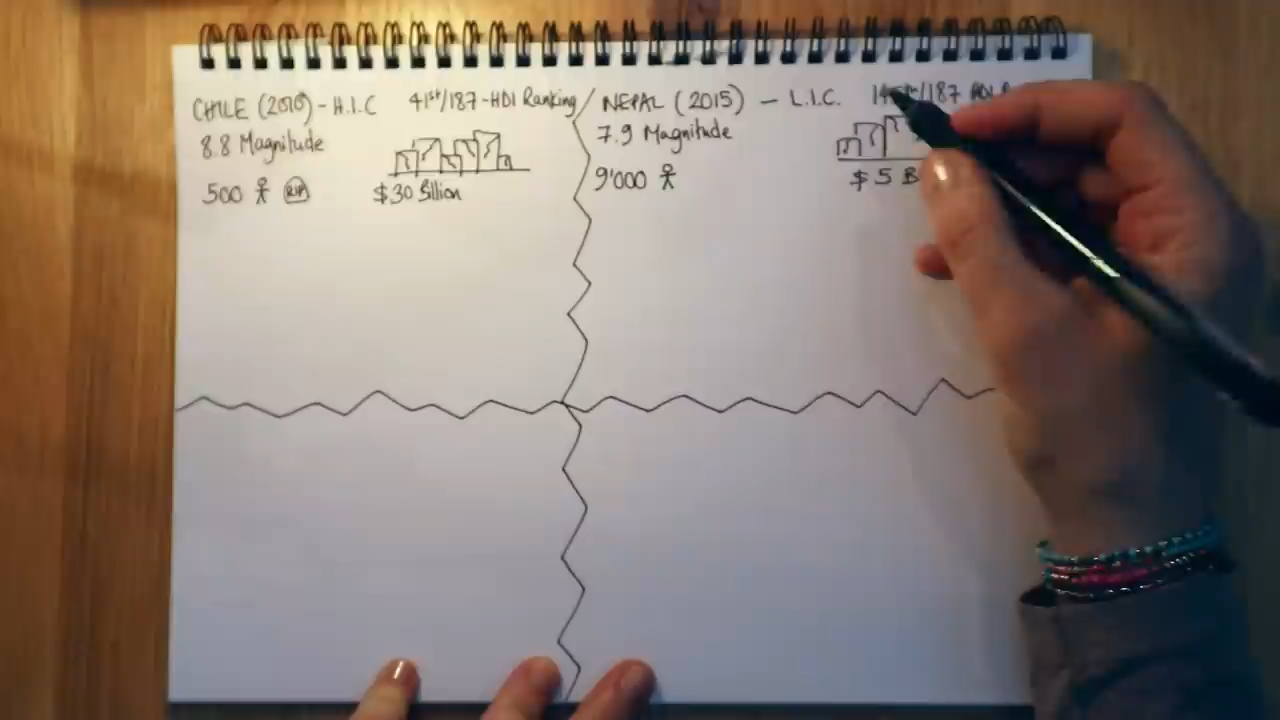 CHILE (2010) - H.I.C 41st/187-HDI Ranking
8.8 Magnitude
500 RIP $30 Billion
NEPAL (2015) - L.I.C.
7.9 Magnitude
9'000 $5